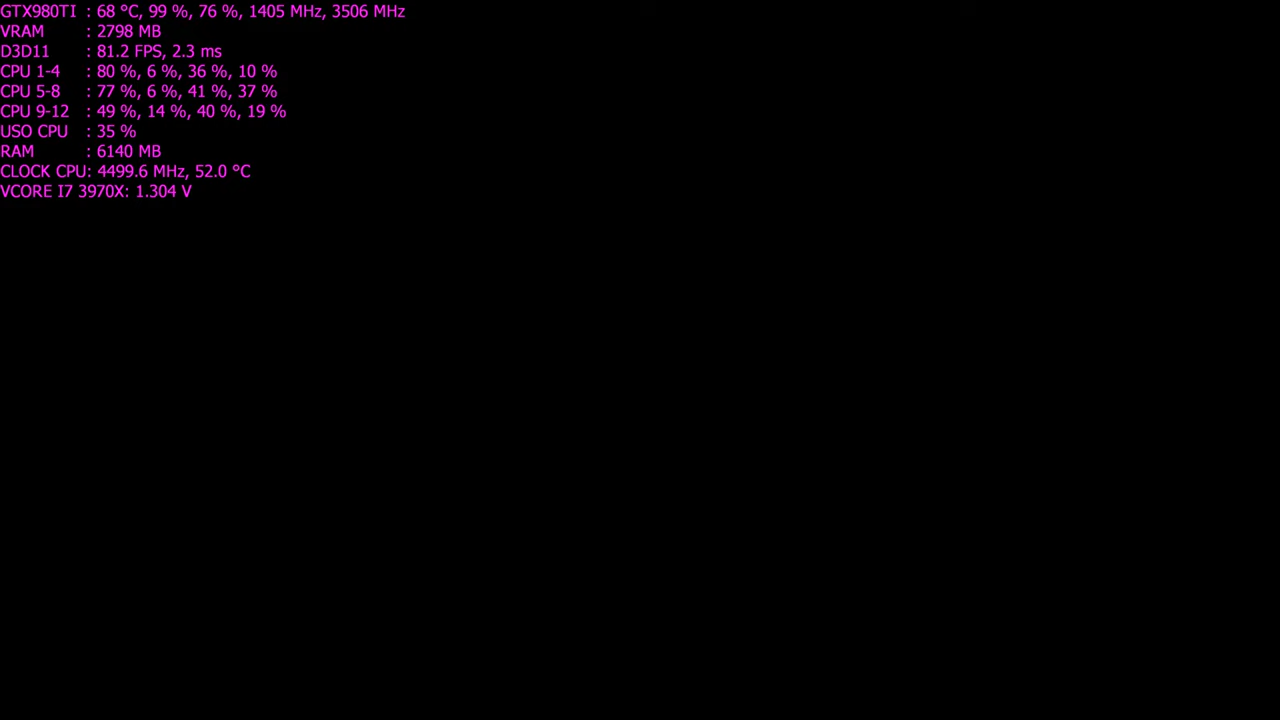 GTX980TI : 68 °C, 99 %, 76 %, 1405 MHz, 3506 MHz
VRAM : 2798 MB
D3D11 : 81.2 FPS, 2.3 ms
CPU 1-4 : 80 %, 6 %, 36 %, 10 %
CPU 5-8 : 77 %, 6 %, 41 %, 37 %
CPU 9-12 : 49 %, 14 %, 40 %, 19 %
USO CPU : 35 %
RAM : 6140 MB
CLOCK CPU: 4499.6 MHz, 52.0 °C
VCORE I7 3970X: 1.304 V